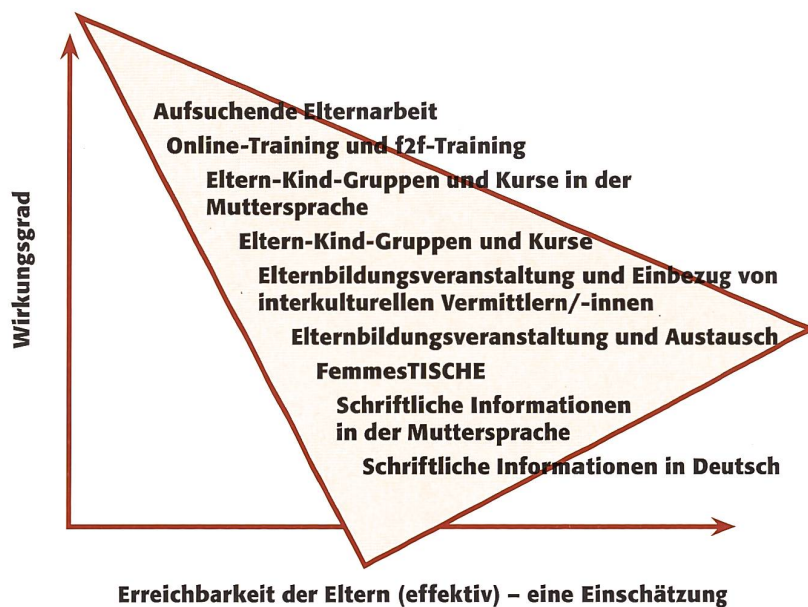 Wirkungsgrad
Aufsuchende Elternarbeit
Online-Training und f2f-Training
Eltern-Kind-Gruppen und Kurse in der
Muttersprache
Eltern-Kind-Gruppen und Kurse
Elternbildungsveranstaltung und Einbezug von
interkulturellen Vermittlern/-innen
Elternbildungsveranstaltung und Austausch
FemmesTISCHE
Schriftliche Informationen
in der Muttersprache
Schriftliche Informationen in Deutsch
Erreichbarkeit der Eltern (effektiv) – eine Einschätzung